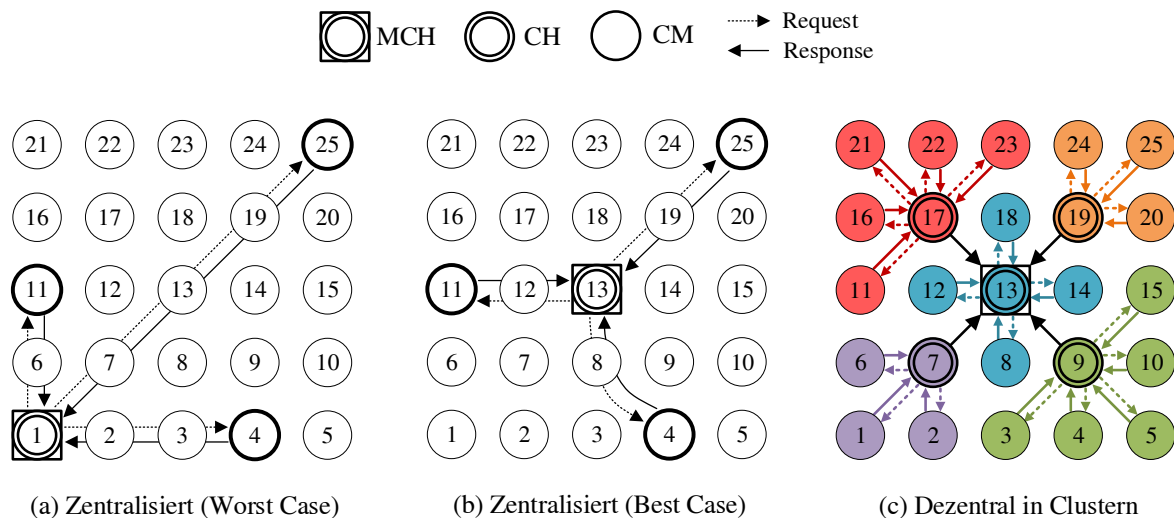 MCH CH CM Request
Response
21 22 23 24 25 21 22 23 24 25 21 22 23 24 25
16 17 18 19 20 16 17 18 19 20 16 17 18 19 20
11 12 13 14 15 11 12 13 14 15 11 12 13 14 15
6 7 8 9 10 6 7 8 9 10 6 7 8 9 10
1 2 3 4 5 1 2 3 4 5 1 2 3 4 5
(a) Zentralisiert (Worst Case) (b) Zentralisiert (Best Case) (c) Dezentral in Clustern